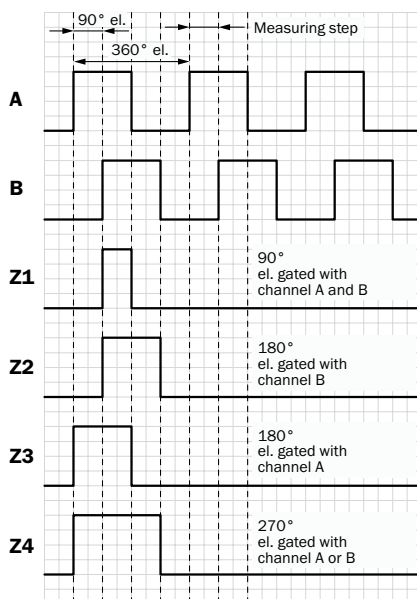 90° el.
Measuring step
360° el.
A
B
Z1
90°
el. gated with
channel A and B
Z2
180°
el. gated with
channel B
Z3
180°
el. gated with
channel A
Z4
270°
el. gated with
channel A or B